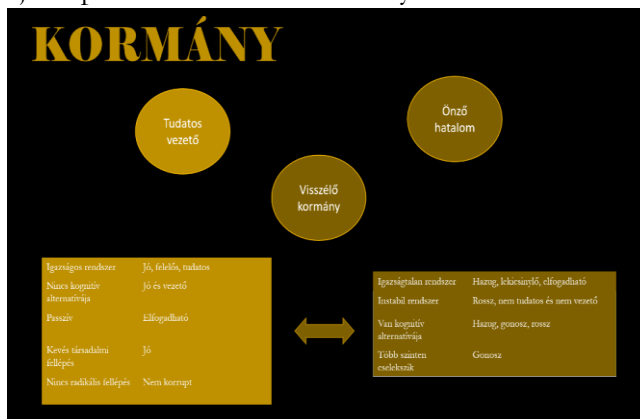 KORMÁNY
Tudatos
vezető
Önző
hatalom
Visszélő
kormány
Igazságos rendszer Jó, felelős, tudatos
Nincs kognitív Jó és vezető
alternatívája
Passzív Elfogadható
Kevés társadalmi Jó
fellépés
Nincs radikális fellépés Nem korrupt
Igazságtalan rendszer Hazug, lekicsinylő, elfogadható
Instabil rendszer Rossz, nem tudatos és nem vezető
Van kognitív Hazug, gonosz, rossz
alternatívája
Több szinten Gonosz
cselekszik